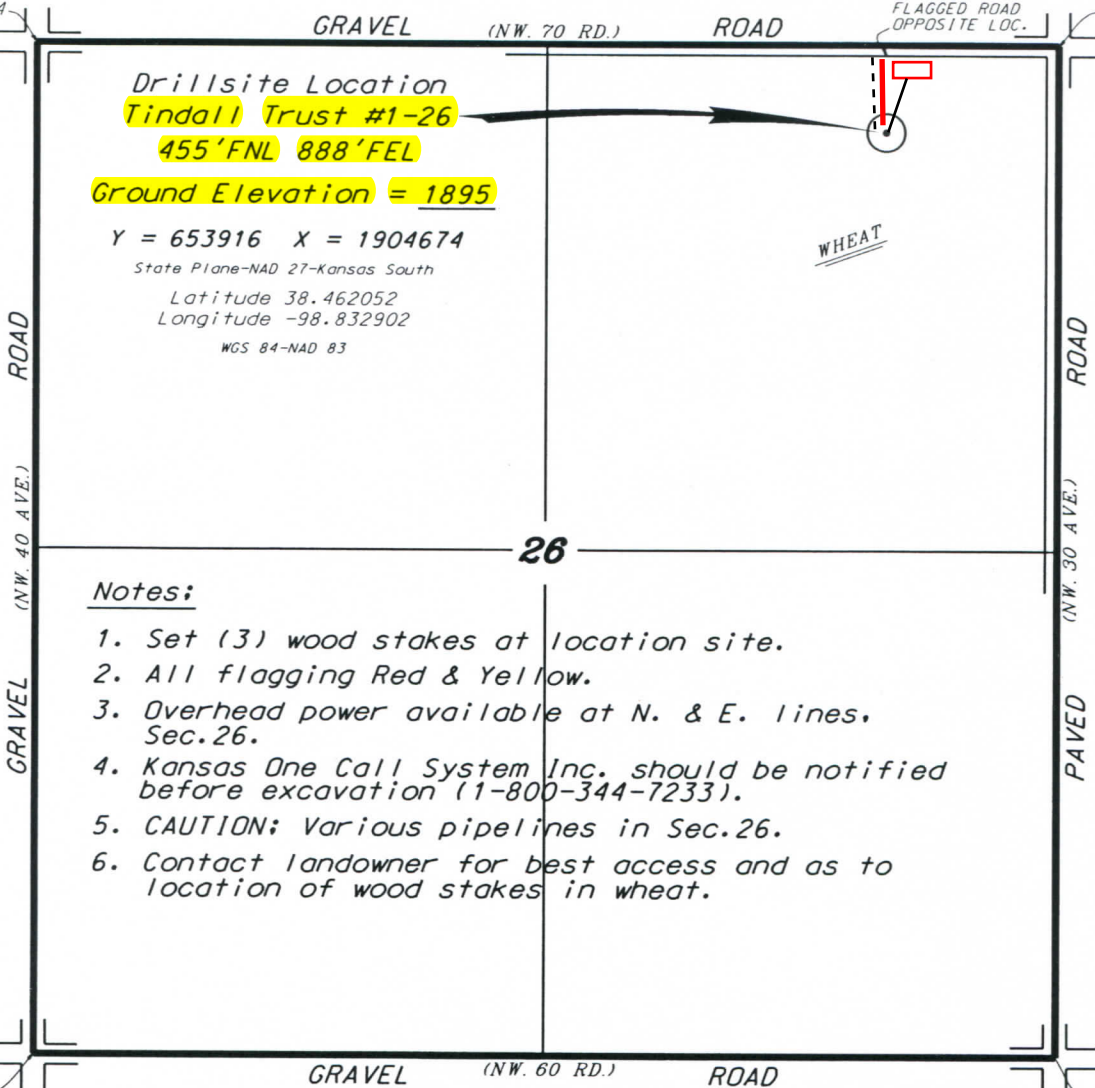 FLAGGED ROAD
OPPOSITE LOC.
GRAVEL (NW. 70 RD.) ROAD
Drillsite Location
Tindall Trust #1-26
455'FNL 888'FEL
Ground Elevation = 1895
Y = 653916 X = 1904674
State Plane-NAD 27-Kansas South
Latitude 38.462052
Longitude -98.832902
WGS 84-NAD 83
WHEAT
GRAVEL (NW. 40 AVE.) ROAD
PAVED (NW. 30 AVE.) ROAD
26
Notes:
1. Set (3) wood stakes at location site.
2. All flagging Red & Yellow.
3. Overhead power available at N. & E. lines,
Sec.26.
4. Kansas One Call System Inc. should be notified
before excavation (1-800-344-7233).
5. CAUTION: Various pipelines in Sec.26.
6. Contact landowner for best access and as to
location of wood stakes in wheat.
GRAVEL (NW. 60 RD.) ROAD